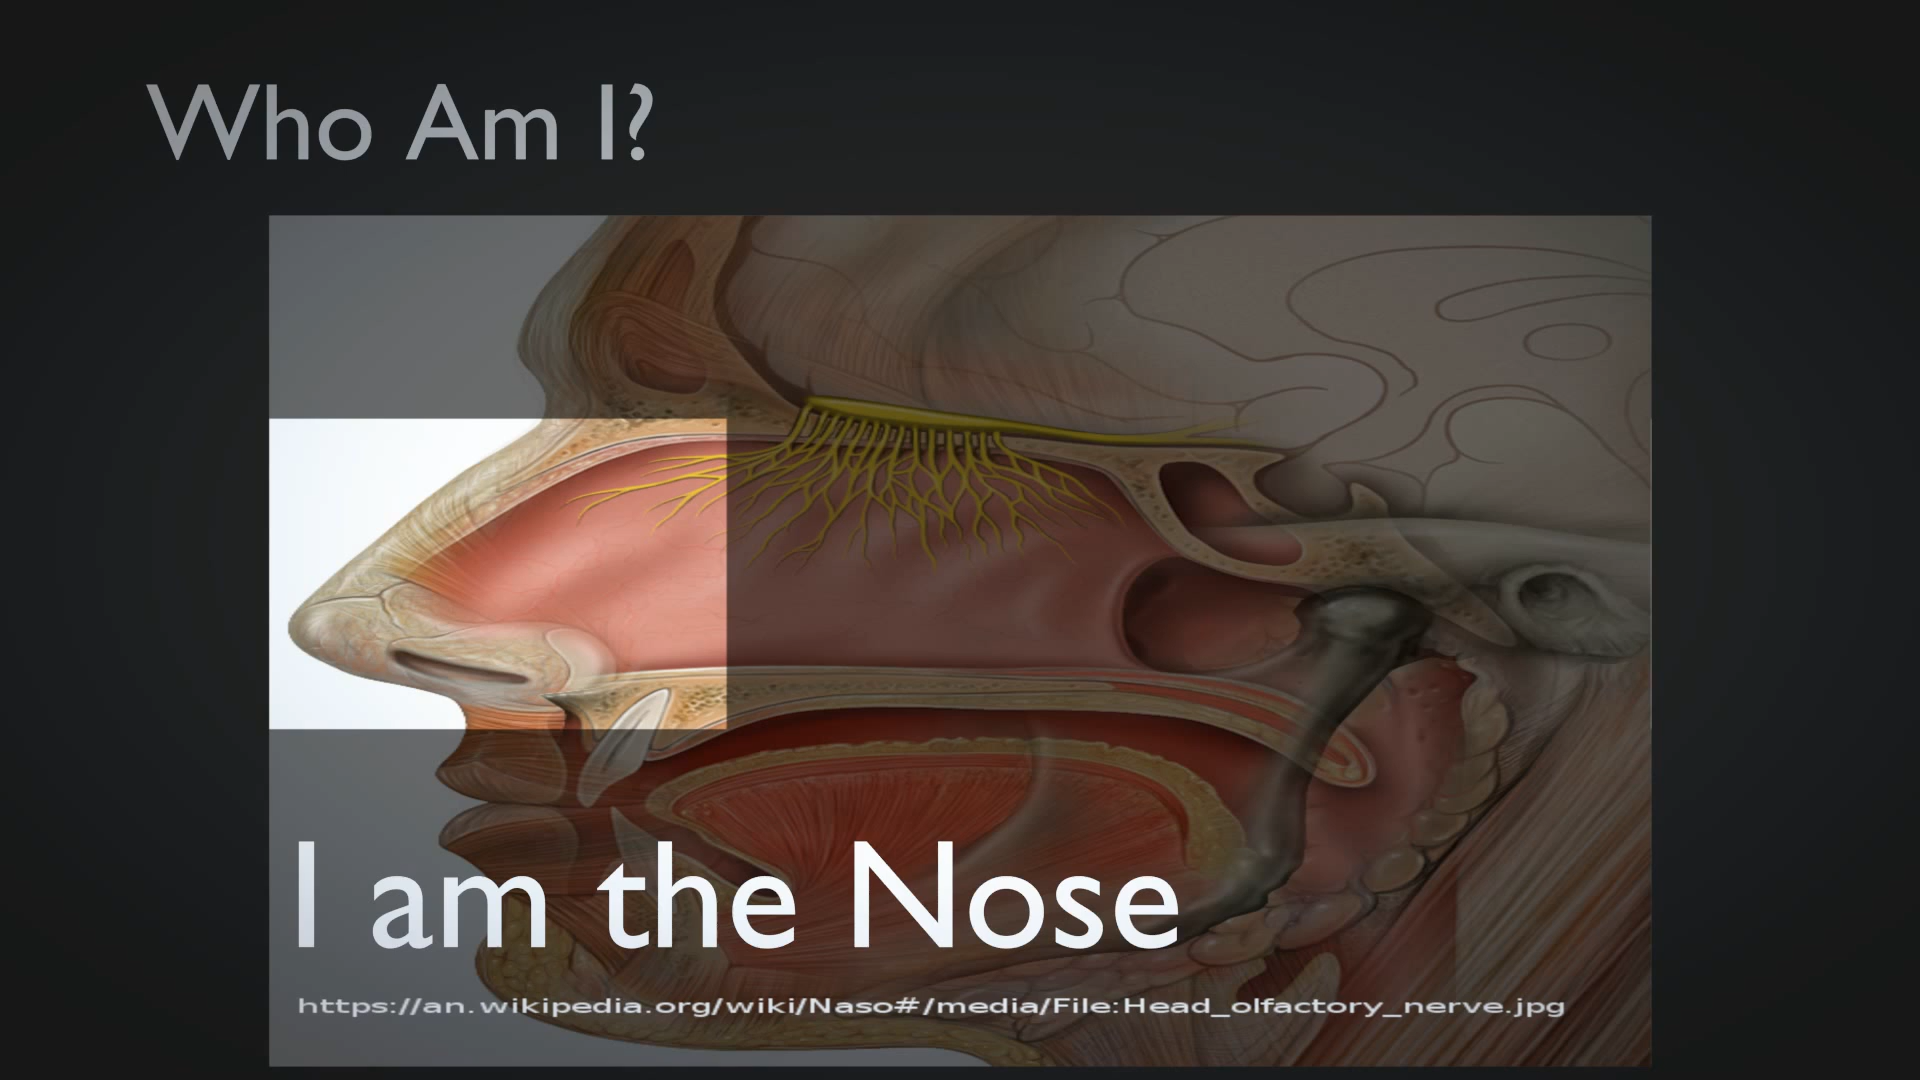 Who Am I?
I am the Nose
https://an.wikipedia.org/wiki/Naso#/media/File:Head_olfactory_nerve.jpg